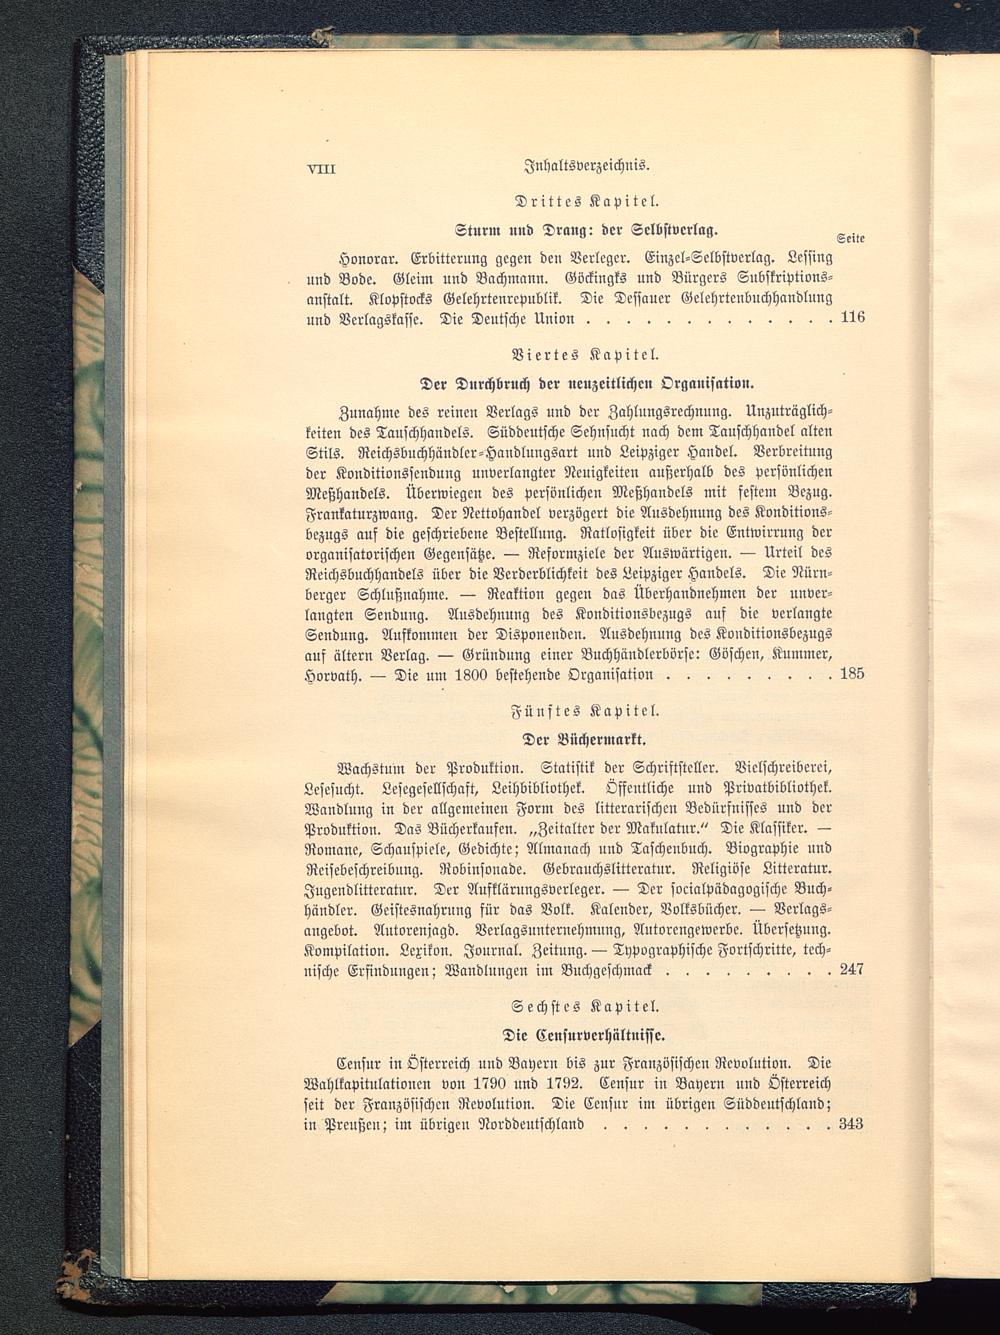 VIII
Inhaltsverzeichnis.
Drittes Kapitel.
Sturm und Drang: der Selbstverlag.
Seite
Honorar. Erbitterung gegen den Verleger. Einzel-Selbstverlag. Lessing
und Bode. Gleim und Bachmann. Göckingks und Bürgers Subskriptions-
anstalt. Klopstocks Gelehrtenrepublik. Die Dessauer Gelehrtenbuchhandlung
und Verlagskasse. Die Deutsche Union . . . . . . . . . . . . . 116
Viertes Kapitel.
Der Durchbruch der neuzeitlichen Organisation.
Zunahme des reinen Verlags und der Zahlungsrechnung. Unzuträglich-
keiten des Tauschhandels. Süddeutsche Sehnsucht nach dem Tauschhandel alten
Stils. Reichsbuchhändler-Handlungsart und Leipziger Handel. Verbreitung
der Konditionssendung unverlangter Neuigkeiten außerhalb des persönlichen
Meßhandels. Überwiegen des persönlichen Meßhandels mit festem Bezug.
Frankaturzwang. Der Nettohandel verzögert die Ausdehnung des Konditions-
bezugs auf die geschriebene Bestellung. Ratlosigkeit über die Entwirrung der
organisatorischen Gegensätze. — Reformziele der Auswärtigen. — Urteil des
Reichsbuchhandels über die Verderblichkeit des Leipziger Handels. Die Nürn-
berger Schlußnahme. — Reaktion gegen das Überhandnehmen der unver-
langten Sendung. Ausdehnung des Konditionsbezugs auf die verlangte
Sendung. Aufkommen der Disponenden. Ausdehnung des Konditionsbezugs
auf ältern Verlag. — Gründung einer Buchhändlerbörse: Göschen, Kummer,
Horvath. — Die um 1800 bestehende Organisation . . . . . . . . . 185
Fünftes Kapitel.
Der Büchermarkt.
Wachstum der Produktion. Statistik der Schriftsteller. Vielschreiberei,
Lesesucht. Lesegesellschaft, Leihbibliothek. Öffentliche und Privatbibliothek.
Wandlung in der allgemeinen Form des litterarischen Bedürfnisses und der
Produktion. Das Bücherkaufen. „Zeitalter der Makulatur.“ Die Klassiker. —
Romane, Schauspiele, Gedichte; Almanach und Taschenbuch. Biographie und
Reisebeschreibung. Robinsonade. Gebrauchslitteratur. Religiöse Litteratur.
Jugendlitteratur. Der Aufklärungsverleger. — Der socialpädagogische Buch-
händler. Geistesnahrung für das Volk. Kalender, Volksbücher. — Verlags-
angebot. Autorenjagd. Verlagsunternehmung, Autorengewerbe. Übersetzung.
Kompilation. Lexikon. Journal. Zeitung. — Typographische Fortschritte, tech-
nische Erfindungen; Wandlungen im Buchgeschmack . . . . . . . . . 247
Sechstes Kapitel.
Die Censurverhältnisse.
Censur in Österreich und Bayern bis zur Französischen Revolution. Die
Wahlkapitulationen von 1790 und 1792. Censur in Bayern und Österreich
seit der Französischen Revolution. Die Censur im übrigen Süddeutschland;
in Preußen; im übrigen Norddeutschland . . . . . . . . . . . . 343